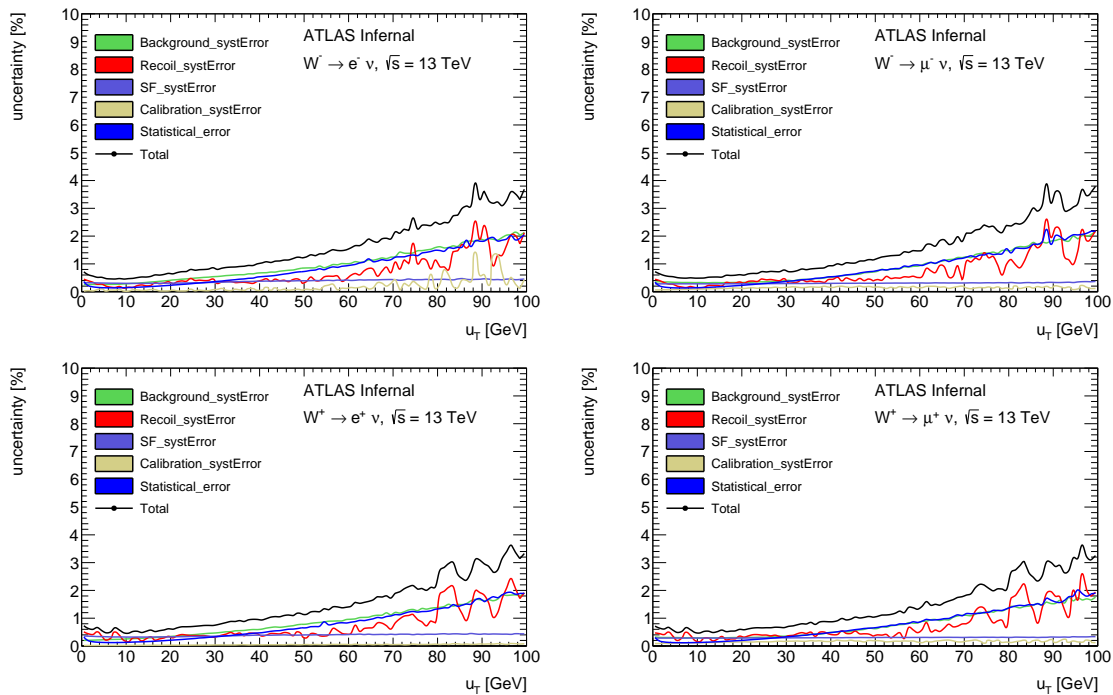 uncertainty [%]
10
9
8
7
6
5
4
3
2
1
0
ATLAS Infernal
W⁻ → e⁻ ν, √s = 13 TeV
Background_systError
Recoil_systError
SF_systError
Calibration_systError
Statistical_error
Total
0 10 20 30 40 50 60 70 80 90 100
u_T [GeV]
uncertainty [%]
10
9
8
7
6
5
4
3
2
1
0
ATLAS Infernal
W⁻ → μ⁻ ν, √s = 13 TeV
Background_systError
Recoil_systError
SF_systError
Calibration_systError
Statistical_error
Total
0 10 20 30 40 50 60 70 80 90 100
u_T [GeV]
uncertainty [%]
10
9
8
7
6
5
4
3
2
1
0
ATLAS Infernal
W⁺ → e⁺ ν, √s = 13 TeV
Background_systError
Recoil_systError
SF_systError
Calibration_systError
Statistical_error
Total
0 10 20 30 40 50 60 70 80 90 100
u_T [GeV]
uncertainty [%]
10
9
8
7
6
5
4
3
2
1
0
ATLAS Infernal
W⁺ → μ⁺ ν, √s = 13 TeV
Background_systError
Recoil_systError
SF_systError
Calibration_systError
Statistical_error
Total
0 10 20 30 40 50 60 70 80 90 100
u_T [GeV]